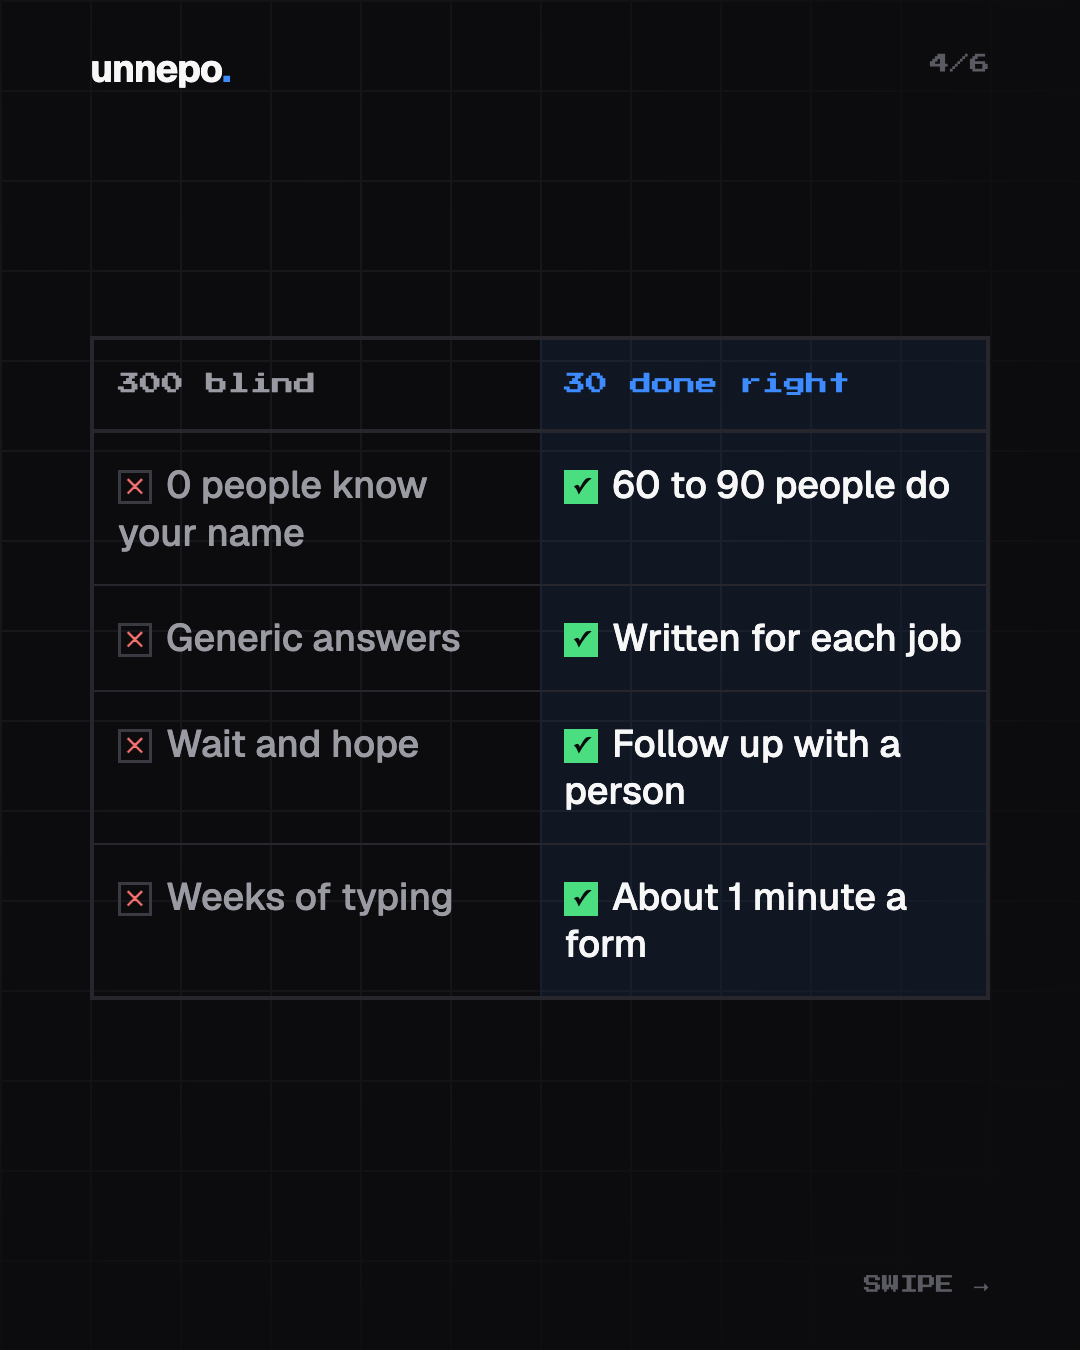 unnepo.
4/6
300 blind
30 done right
0 people know
your name
60 to 90 people do
Generic answers
Written for each job
Wait and hope
Follow up with a
person
Weeks of typing
About 1 minute a
form
SWIPE →